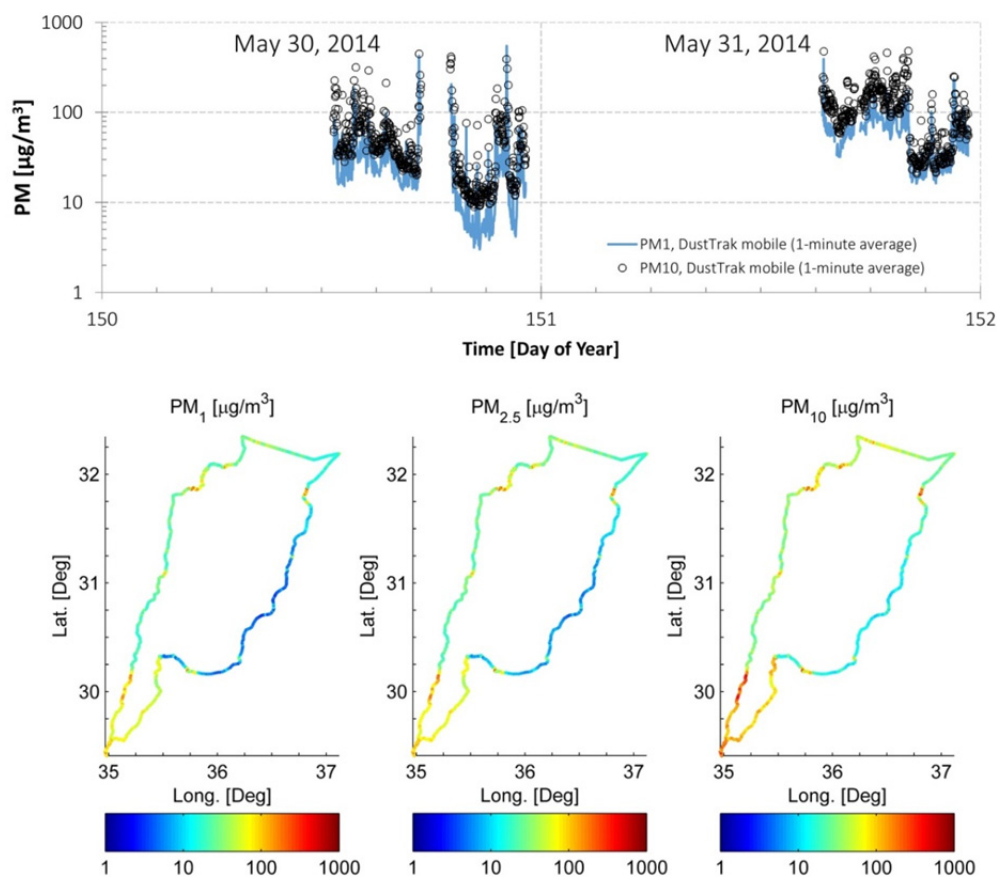 1000
100
10
1
PM [µg/m³]
May 30, 2014
May 31, 2014
PM1, DustTrak mobile (1-minute average)
PM10, DustTrak mobile (1-minute average)
150
151
152
Time [Day of Year]
PM₁ [µg/m³]
32
31
30
Lat. [Deg]
35
36
37
Long. [Deg]
1
10
100
1000
PM₂.₅ [µg/m³]
32
31
30
Lat. [Deg]
35
36
37
Long. [Deg]
1
10
100
1000
PM₁₀ [µg/m³]
32
31
30
Lat. [Deg]
35
36
37
Long. [Deg]
1
10
100
1000